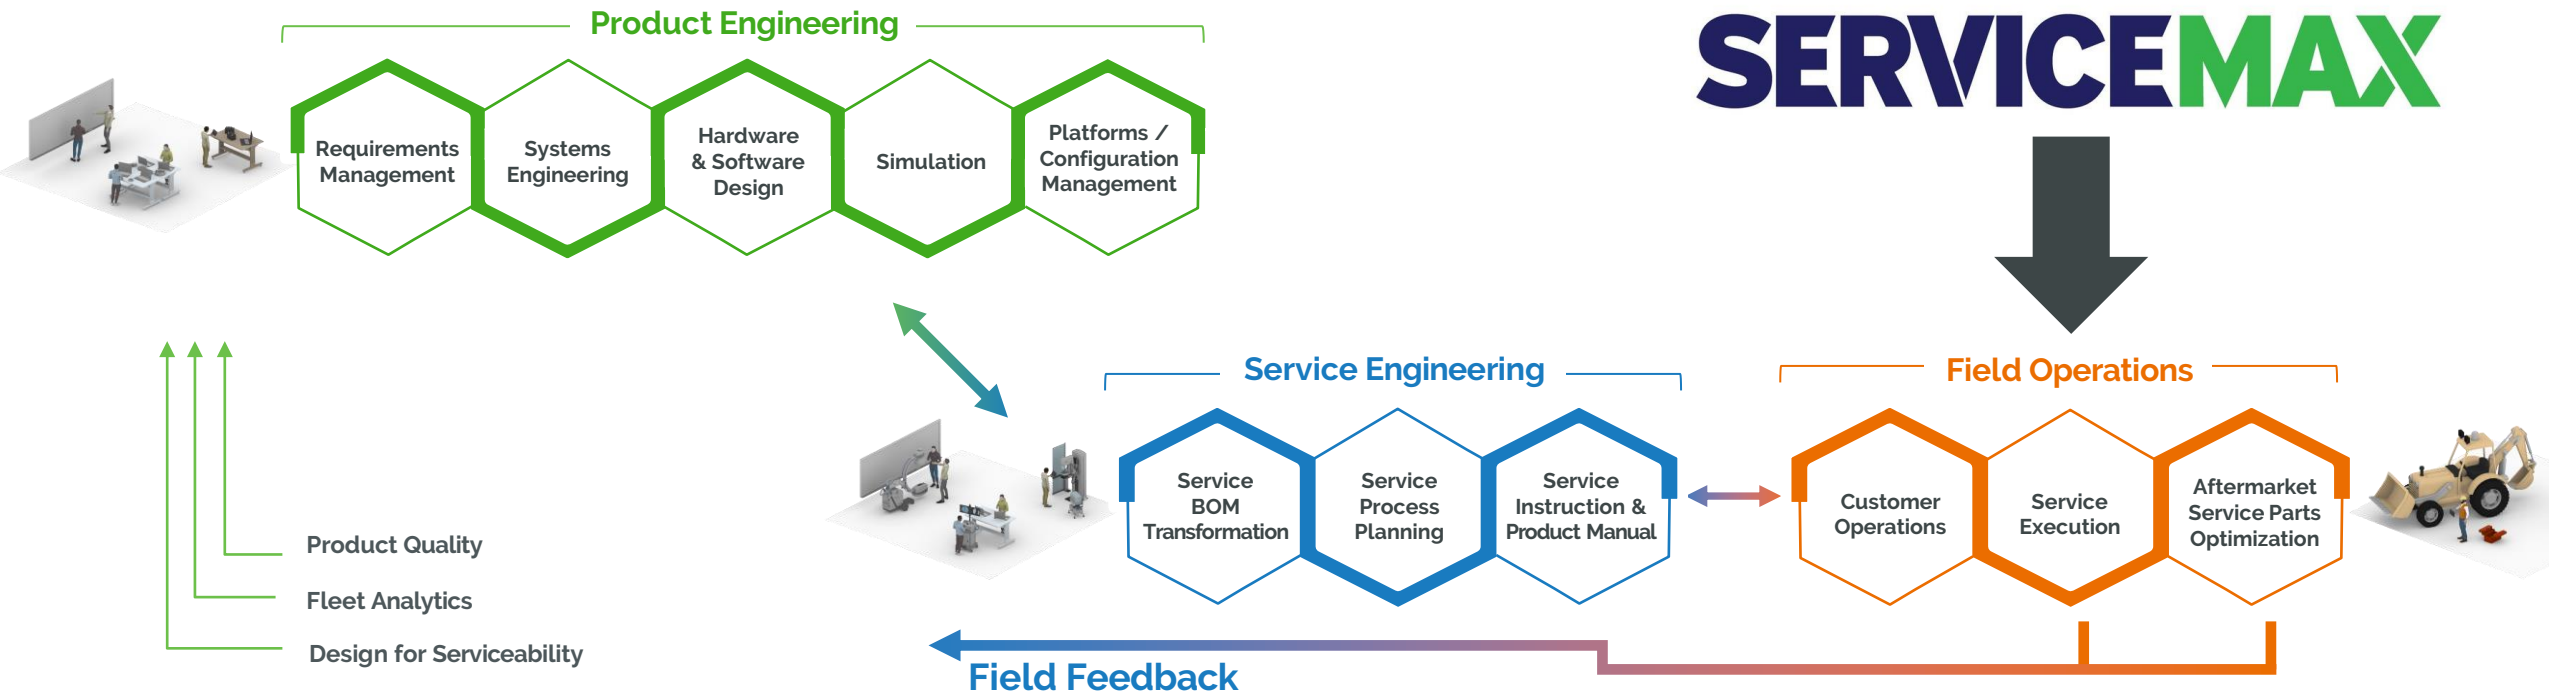 Product Engineering
SERVICEMAX
Requirements
Management
Systems
Engineering
Hardware
& Software
Design
Simulation
Platforms /
Configuration
Management
Service Engineering
Field Operations
Service
BOM
Transformation
Service
Process
Planning
Service
Instruction &
Product Manual
Customer
Operations
Service
Execution
Aftermarket
Service Parts
Optimization
Product Quality
Fleet Analytics
Design for Serviceability
Field Feedback